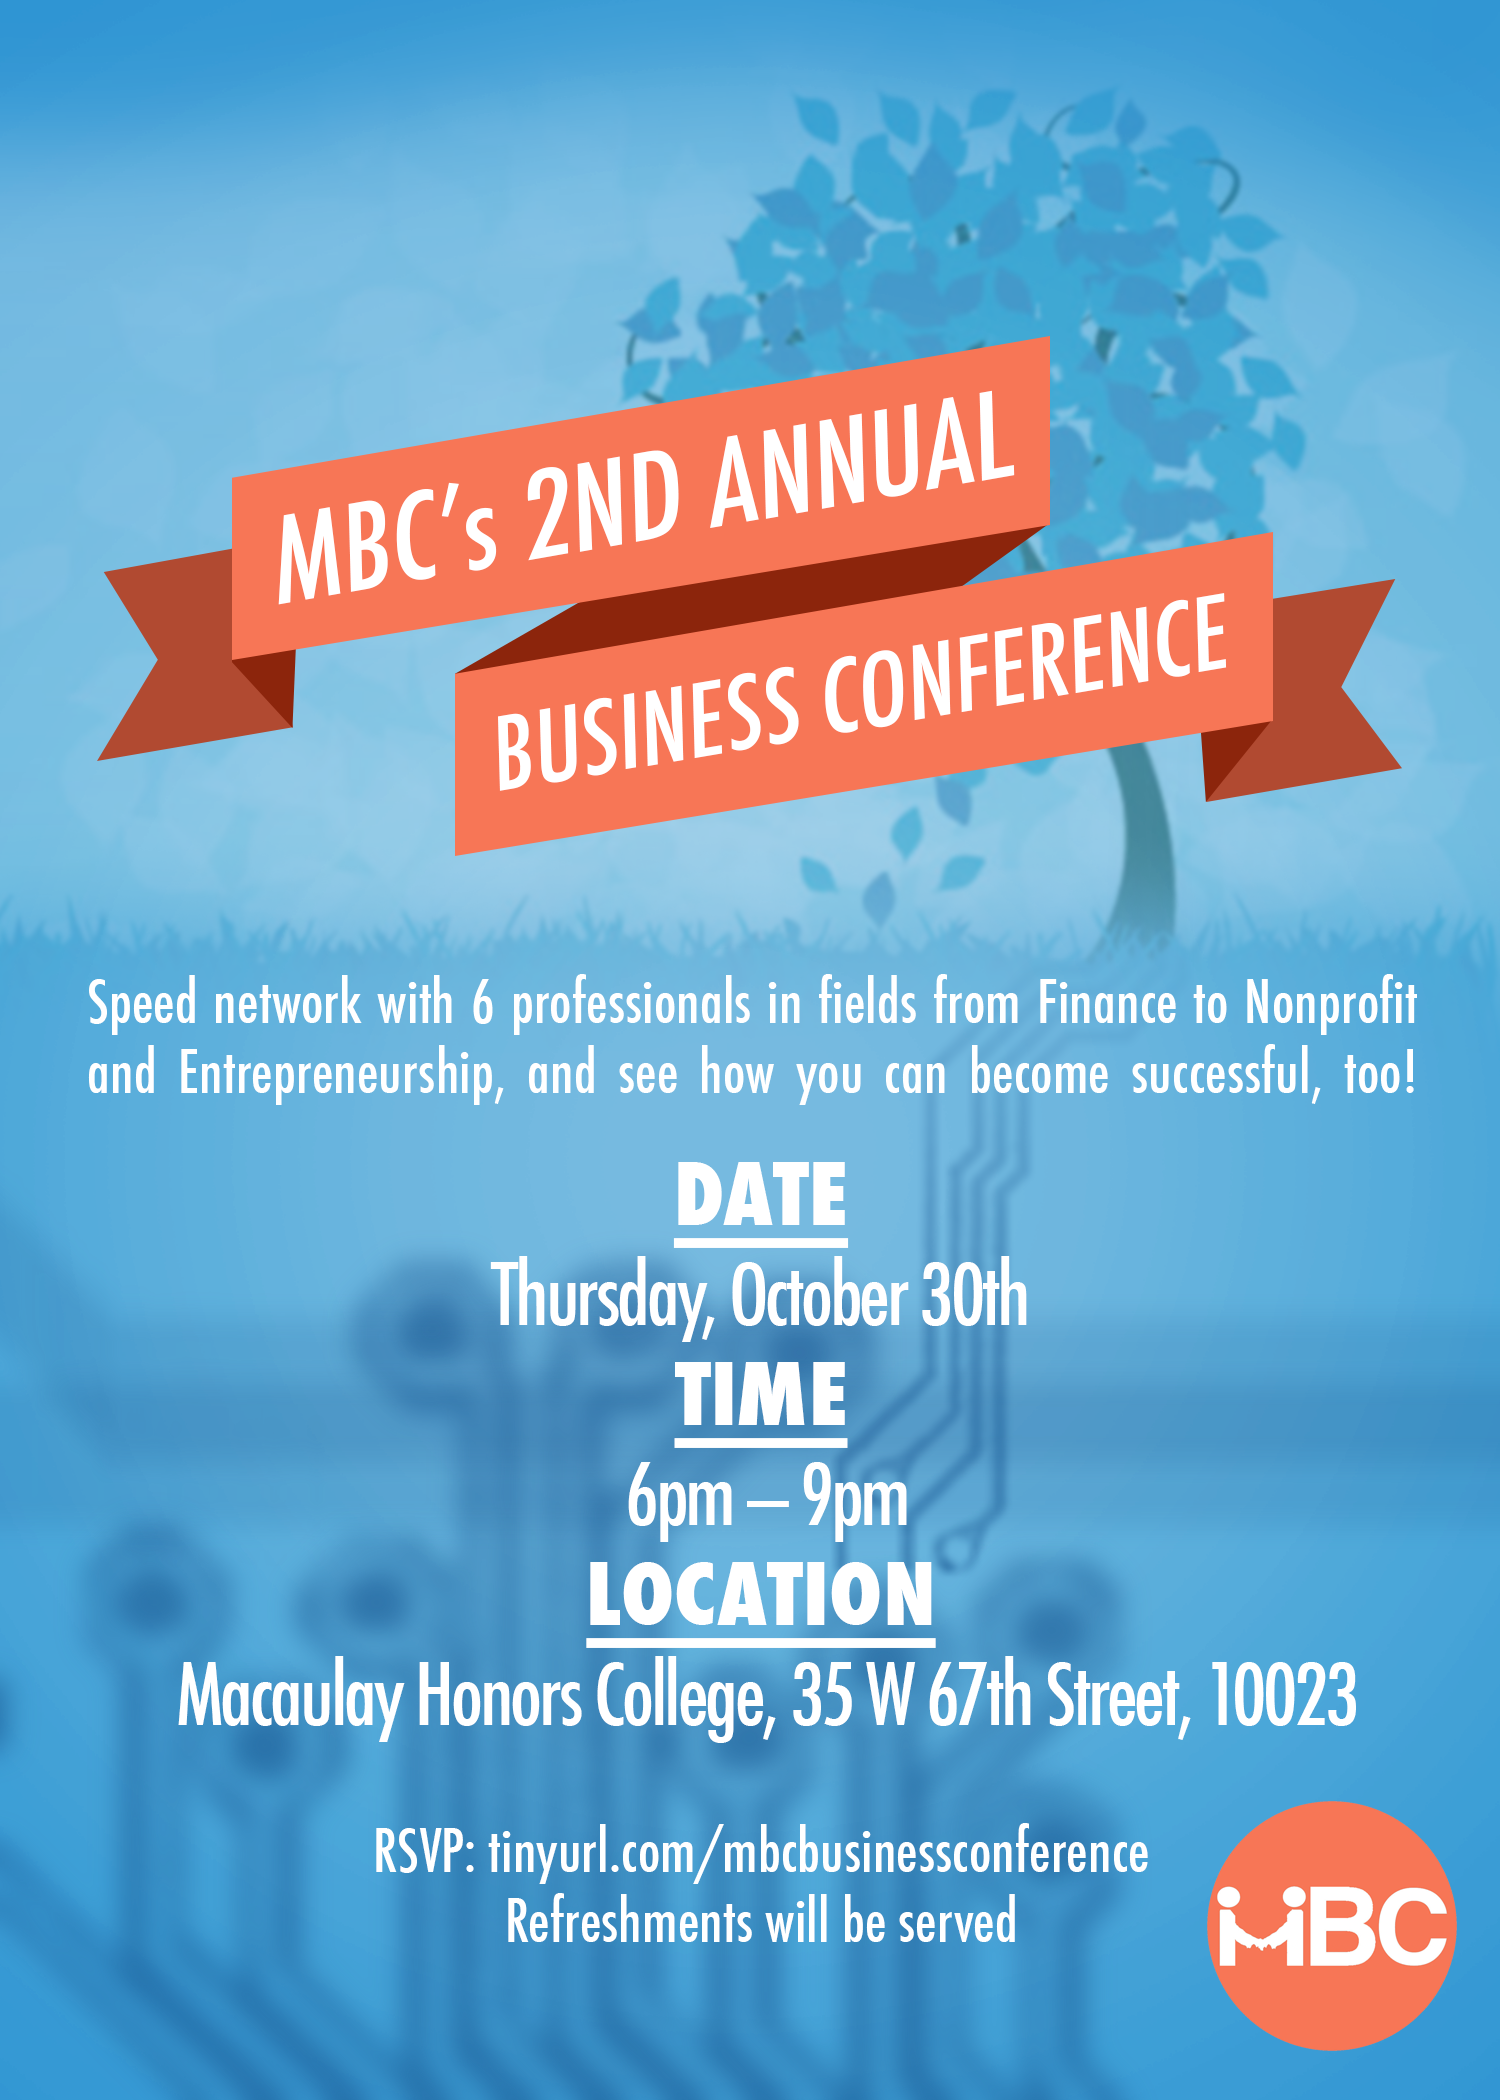 MBC's 2ND ANNUAL
BUSINESS CONFERENCE
Speed network with 6 professionals in fields from Finance to Nonprofit
and Entrepreneurship, and see how you can become successful, too!
DATE
Thursday, October 30th
TIME
6pm – 9pm
LOCATION
Macaulay Honors College, 35 W 67th Street, 10023
RSVP: tinyurl.com/mbcbusinessconference
Refreshments will be served
MBC